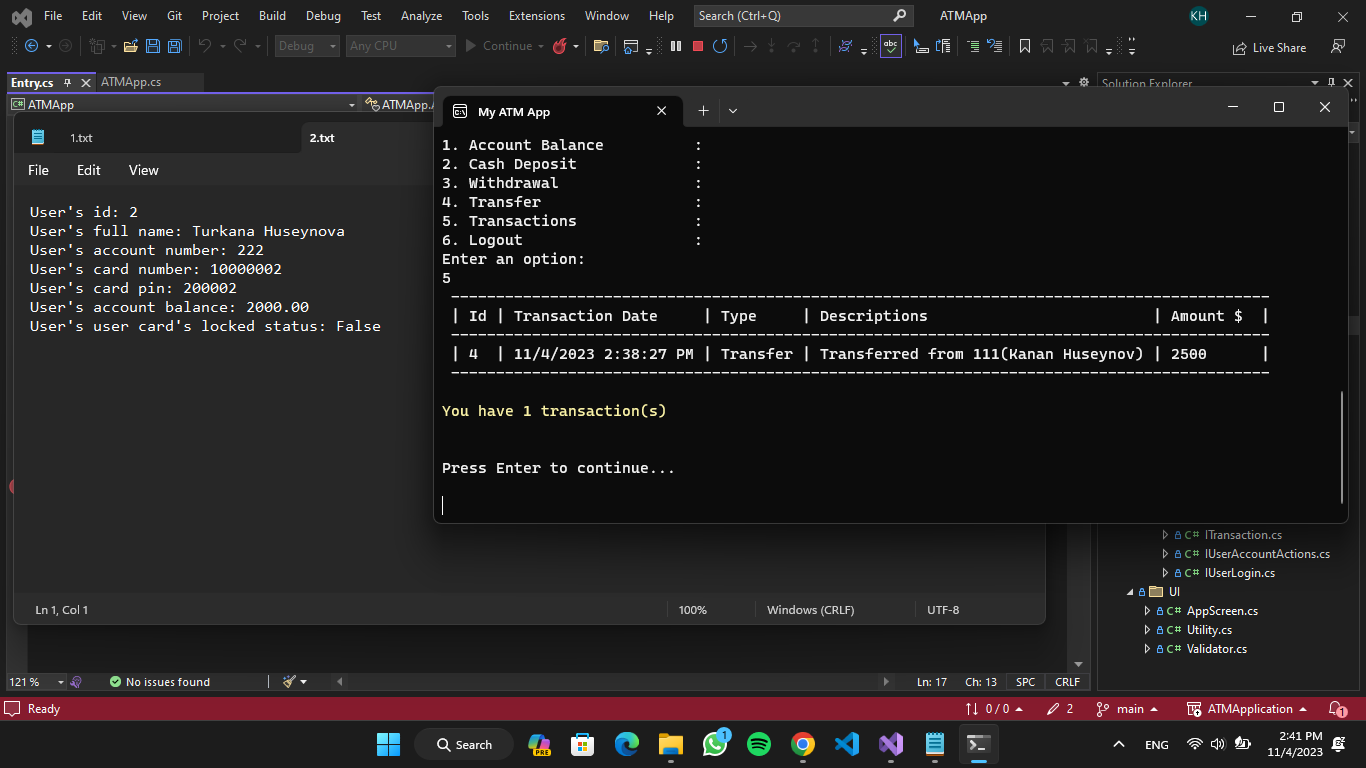 File Edit View Git Project Build Debug Test Analyze Tools Extensions Window Help Search (Ctrl+Q) ATMApp KH
Debug Any CPU Continue abc Live Share
Entry.cs ATMApp.cs Solution Explorer
C# ATMApp ATMApp.
1.txt 2.txt
File Edit View
User's id: 2
User's full name: Turkana Huseynova
User's account number: 222
User's card number: 10000002
User's card pin: 200002
User's account balance: 2000.00
User's user card's locked status: False
Ln 1, Col 1 100% Windows (CRLF) UTF-8
My ATM App
1. Account Balance :
2. Cash Deposit :
3. Withdrawal :
4. Transfer :
5. Transactions :
6. Logout :
Enter an option:
5
| Id | Transaction Date | Type | Descriptions | Amount $ |
| 4 | 11/4/2023 2:38:27 PM | Transfer | Transferred from 111(Kanan Huseynov) | 2500 |
You have 1 transaction(s)
Press Enter to continue...
C# ITransaction.cs
C# IUserAccountActions.cs
C# IUserLogin.cs
UI
C# AppScreen.cs
C# Utility.cs
C# Validator.cs
121 % No issues found Ln: 17 Ch: 13 SPC CRLF
Ready 0 / 0 2 main ATMApplication 1
Search PRE 1 ENG 2:41 PM
11/4/2023